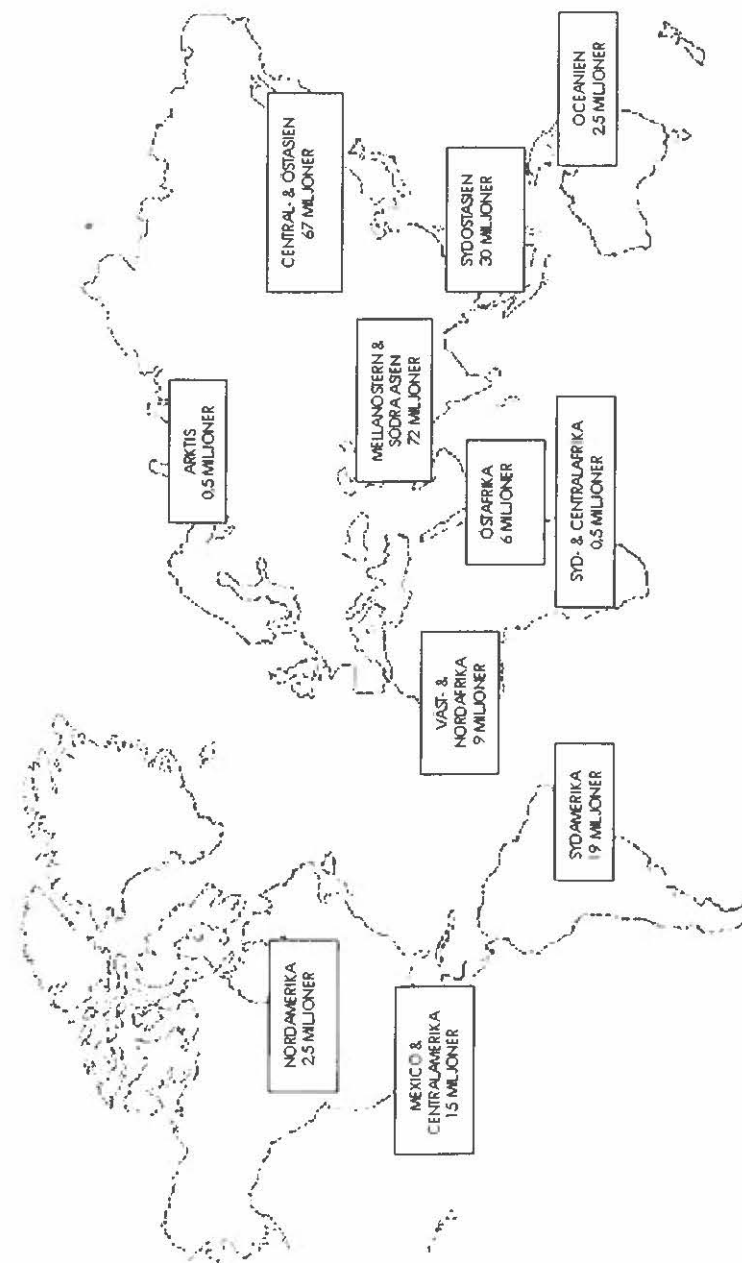 ARKTIS
0,5 MILJONER
NORDAMERIKA
2,5 MILJONER
CENTRAL- & ÖSTASIEN
67 MILJONER
MEXICO &
CENTRALAMERIKA
15 MILJONER
VÄST- &
NORDAFRIKA
9 MILJONER
MELLANÖSTERN &
SÖDRA ASIEN
72 MILJONER
SYDOSTASIEN
30 MILJONER
ÖSTAFRIKA
6 MILJONER
SYDAMERIKA
19 MILJONER
SYD- & CENTRALAFRIKA
0,5 MILJONER
OCEANIEN
2,5 MILJONER